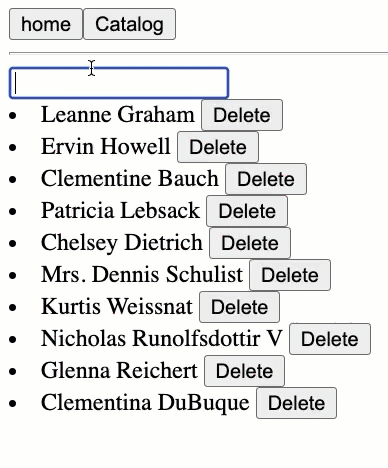 home Catalog
Leanne Graham Delete
Ervin Howell Delete
Clementine Bauch Delete
Patricia Lebsack Delete
Chelsey Dietrich Delete
Mrs. Dennis Schulist Delete
Kurtis Weissnat Delete
Nicholas Runolfsdottir V Delete
Glenna Reichert Delete
Clementina DuBuque Delete